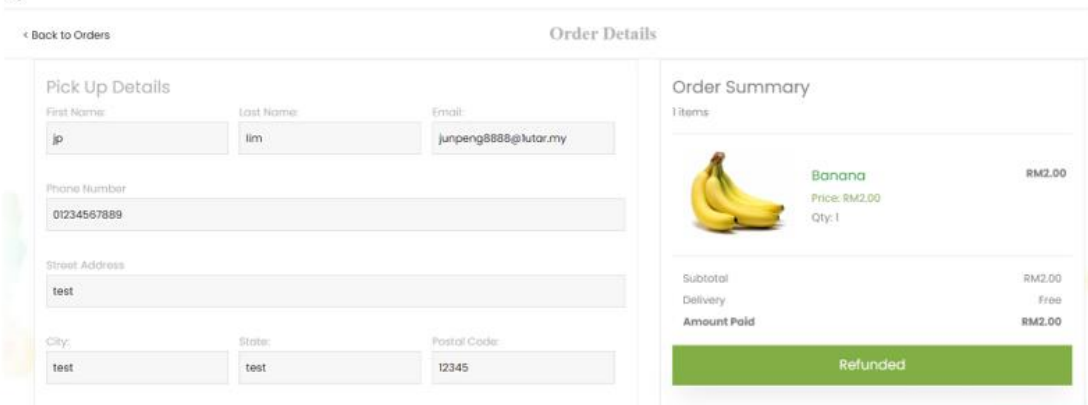 < Back to Orders
Order Details
Pick Up Details
First Name:
Last Name:
Email:
jp
lim
junpeng8888@1utar.my
Phone Number
01234567889
Street Address
test
City:
State:
Postal Code:
test
test
12345
Order Summary
1 items
Banana
RM2.00
Price: RM2.00
Qty: 1
Subtotal
RM2.00
Delivery
Free
Amount Paid
RM2.00
Refunded